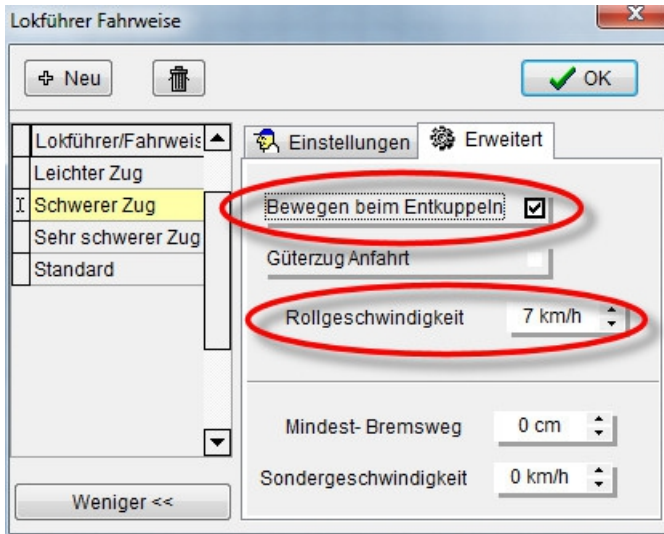 Lokführer Fahrweise
Neu
OK
Lokführer/Fahrweis
Leichter Zug
Schwerer Zug
Sehr schwerer Zug
Standard
Weniger <<
Einstellungen
Erweitert
Bewegen beim Entkuppeln
Güterzug Anfahrt
Rollgeschwindigkeit 7 km/h
Mindest- Bremsweg 0 cm
Sondergeschwindigkeit 0 km/h